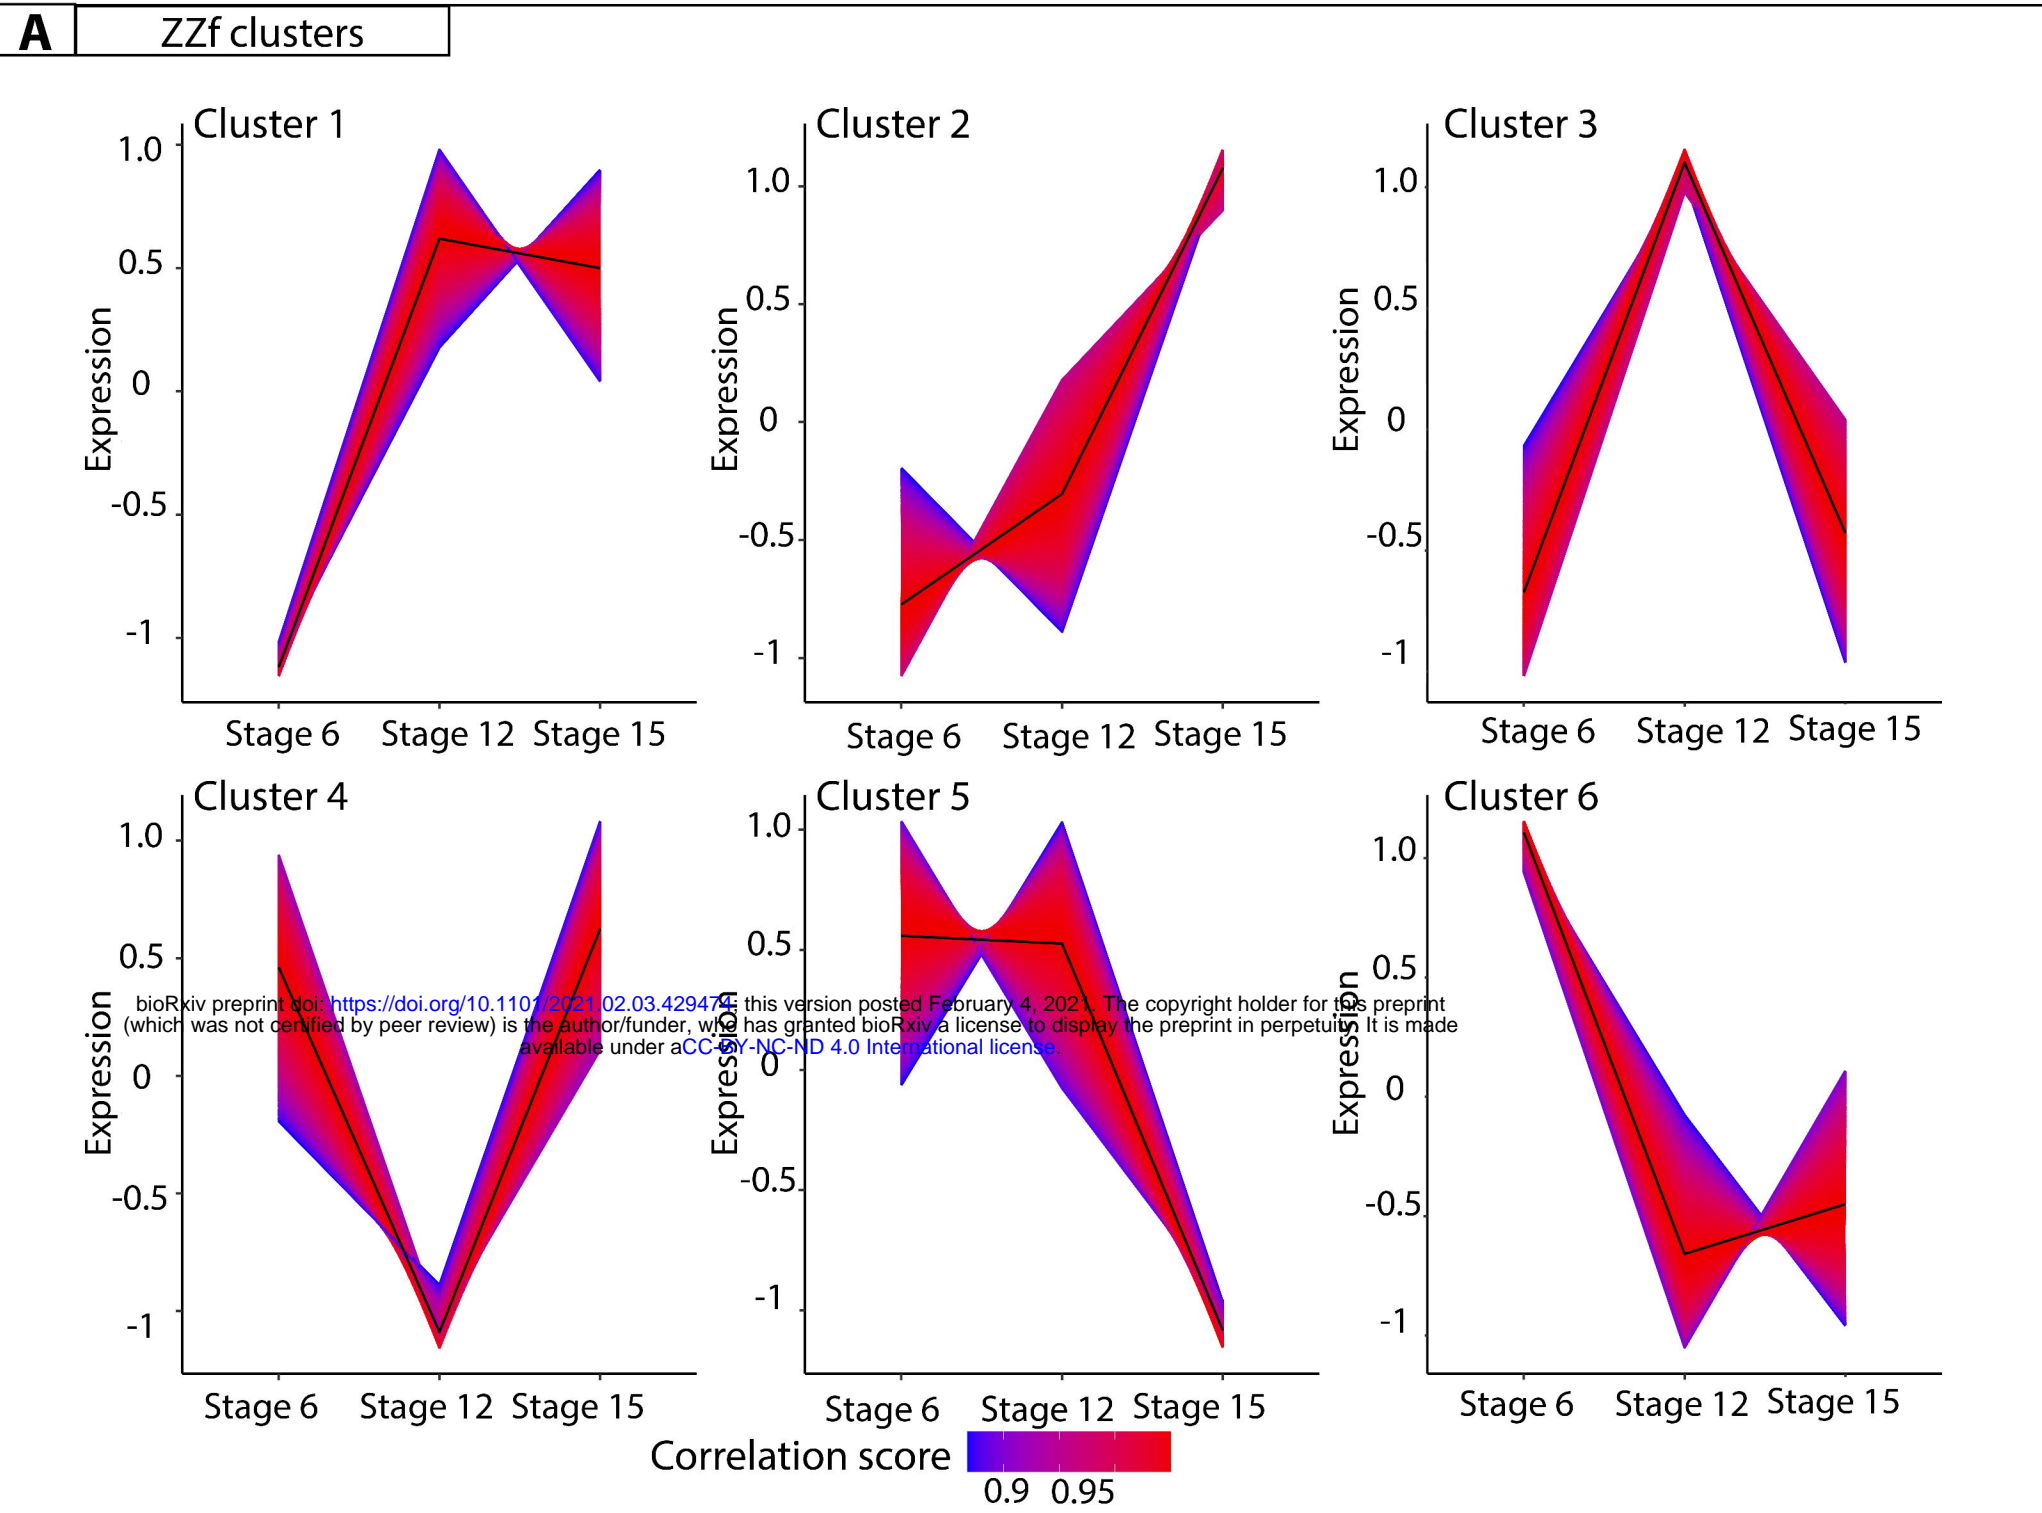 A ZZf clusters
Cluster 1
1.0
0.5
0
-0.5
-1
Expression
Stage 6 Stage 12 Stage 15
Cluster 2
1.0
0.5
0
-0.5
-1
Expression
Stage 6 Stage 12 Stage 15
Cluster 3
1.0
0.5
0
-0.5
-1
Expression
Stage 6 Stage 12 Stage 15
Cluster 4
1.0
0.5
0
-0.5
-1
Expression
Stage 6 Stage 12 Stage 15
Cluster 5
1.0
0.5
0
-0.5
-1
Expression
Stage 6 Stage 12 Stage 15
Cluster 6
1.0
0.5
0
-0.5
-1
Expression
Stage 6 Stage 12 Stage 15
bioRxiv preprint doi: https://doi.org/10.1101/2021.02.03.429474; this version posted February 4, 2021. The copyright holder for this preprint
(which was not certified by peer review) is the author/funder, who has granted bioRxiv a license to display the preprint in perpetuity. It is made
available under aCC-BY-NC-ND 4.0 International license.
Correlation score
0.9 0.95